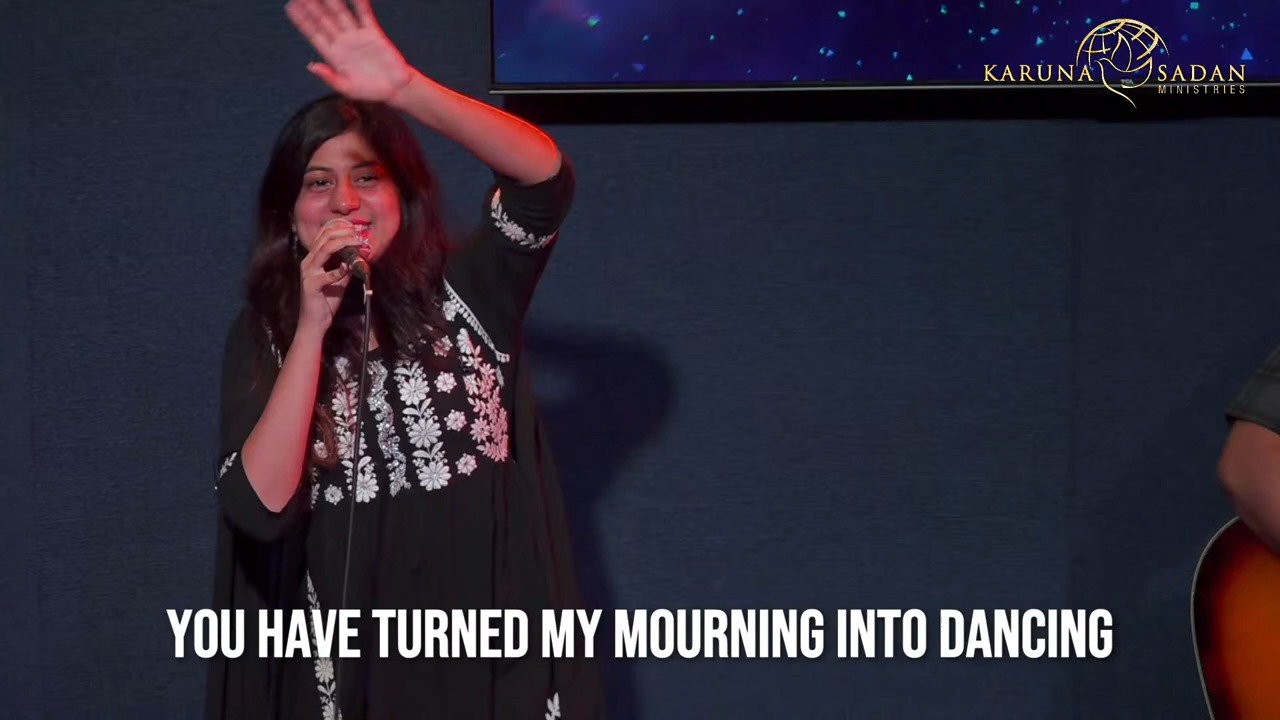 KARUNA SADAN
MINISTRIES
YOU HAVE TURNED MY MOURNING INTO DANCING